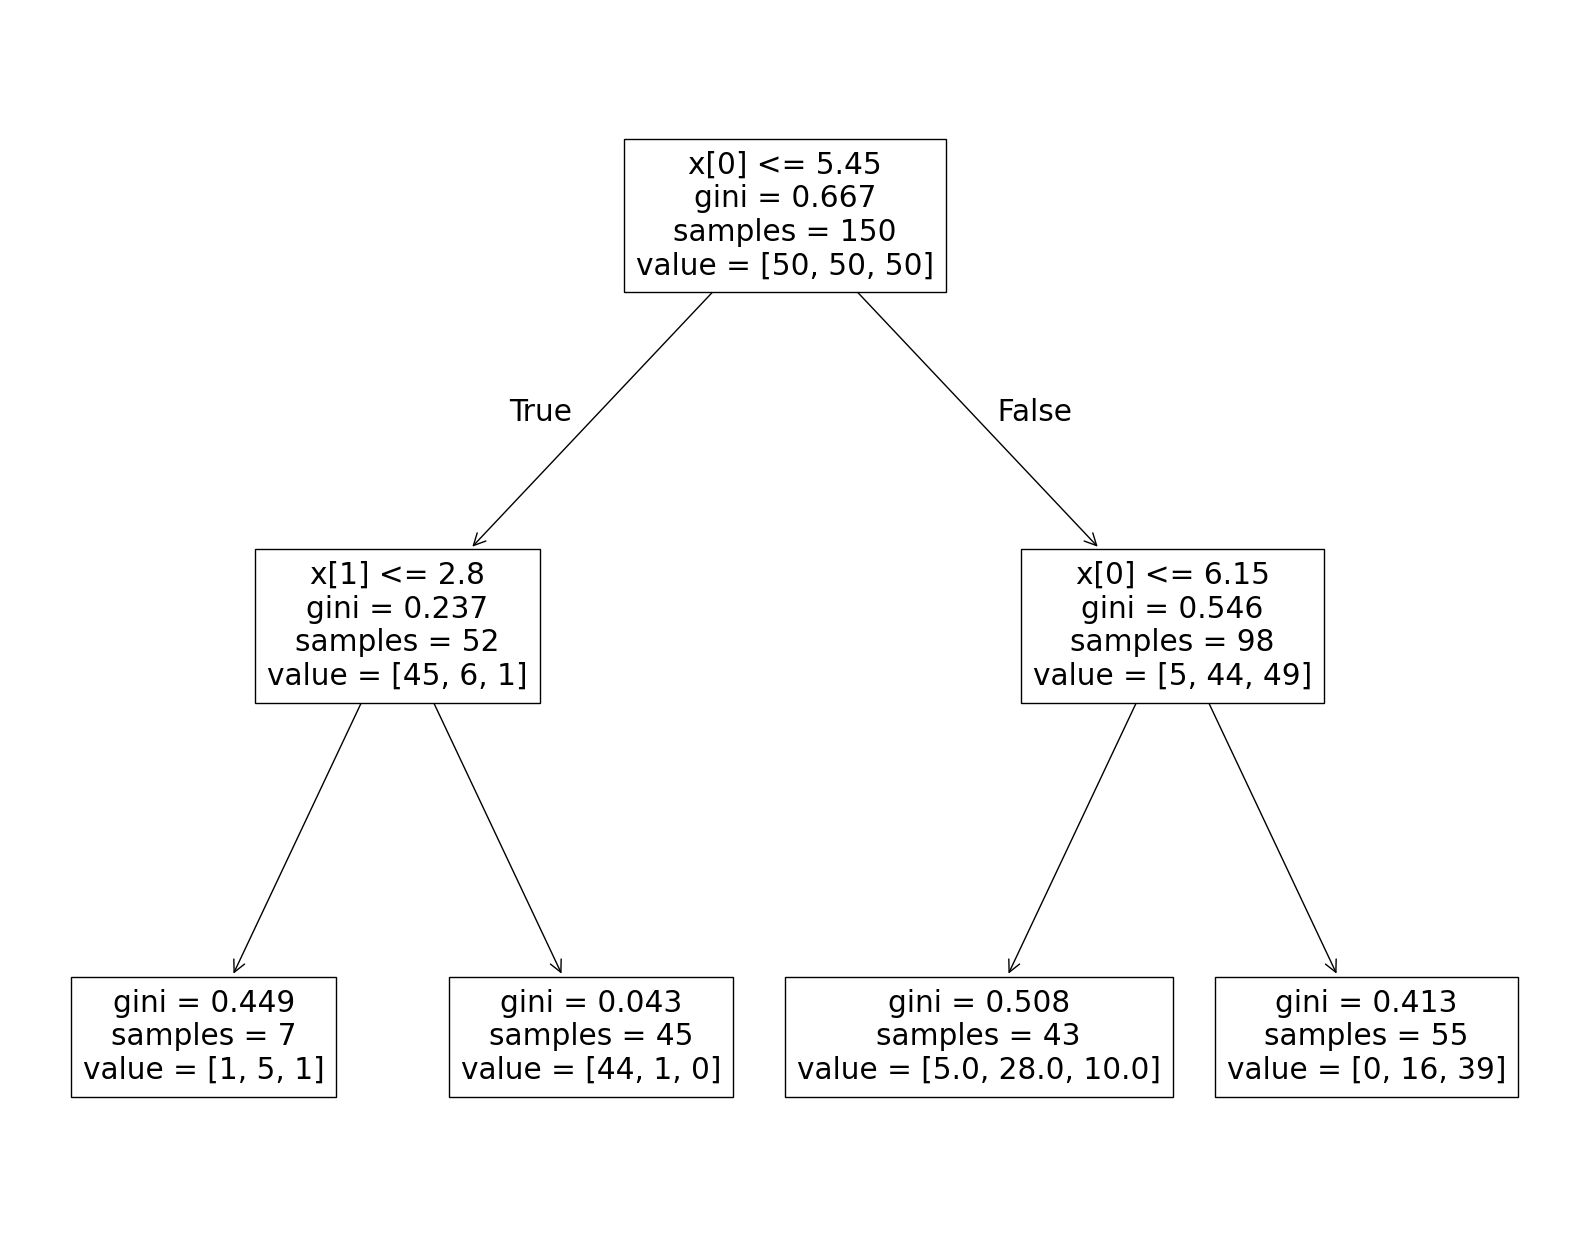 x[0] <= 5.45
gini = 0.667
samples = 150
value = [50, 50, 50]
True
False
x[1] <= 2.8
gini = 0.237
samples = 52
value = [45, 6, 1]
x[0] <= 6.15
gini = 0.546
samples = 98
value = [5, 44, 49]
gini = 0.449
samples = 7
value = [1, 5, 1]
gini = 0.043
samples = 45
value = [44, 1, 0]
gini = 0.508
samples = 43
value = [5.0, 28.0, 10.0]
gini = 0.413
samples = 55
value = [0, 16, 39]